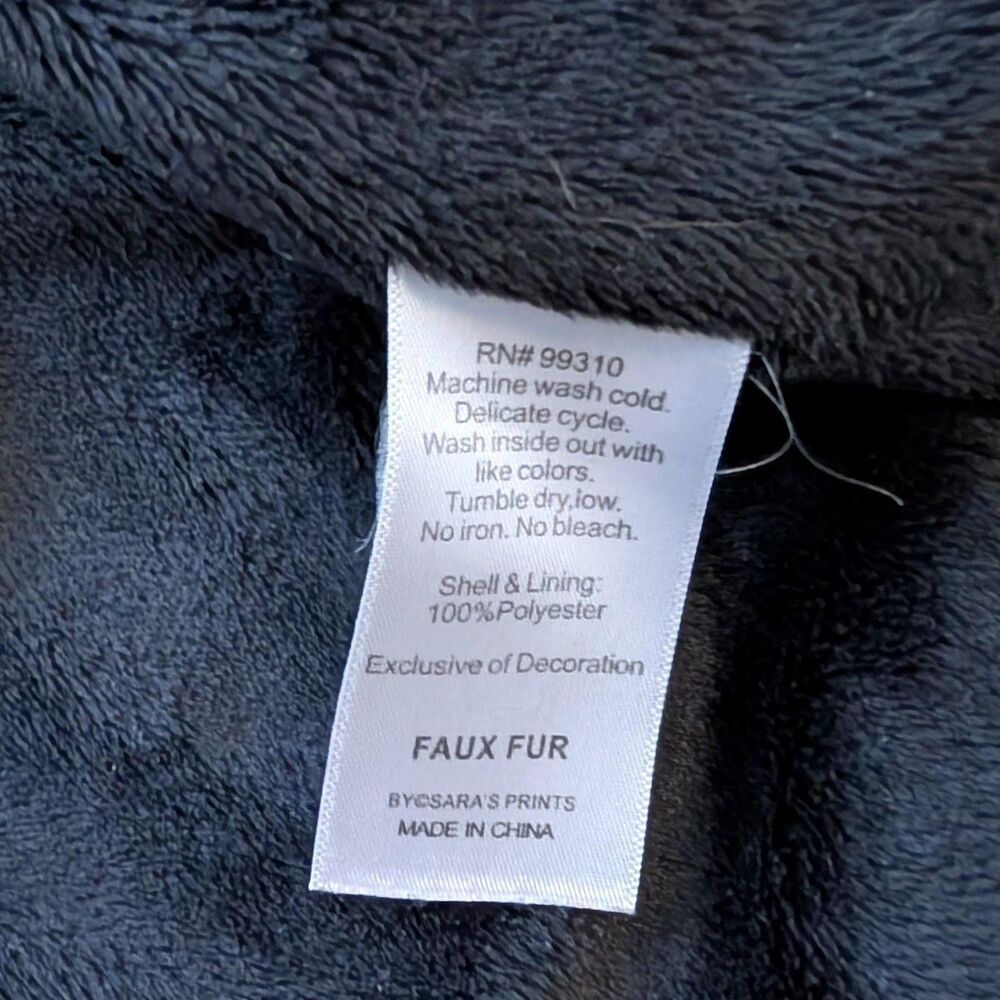 RN# 99310
Machine wash cold.
Delicate cycle.
Wash inside out with
like colors.
Tumble dry,low.
No iron. No bleach.
Shell & Lining:
100%Polyester
Exclusive of Decoration
FAUX FUR
BY©SARA'S PRINTS
MADE IN CHINA